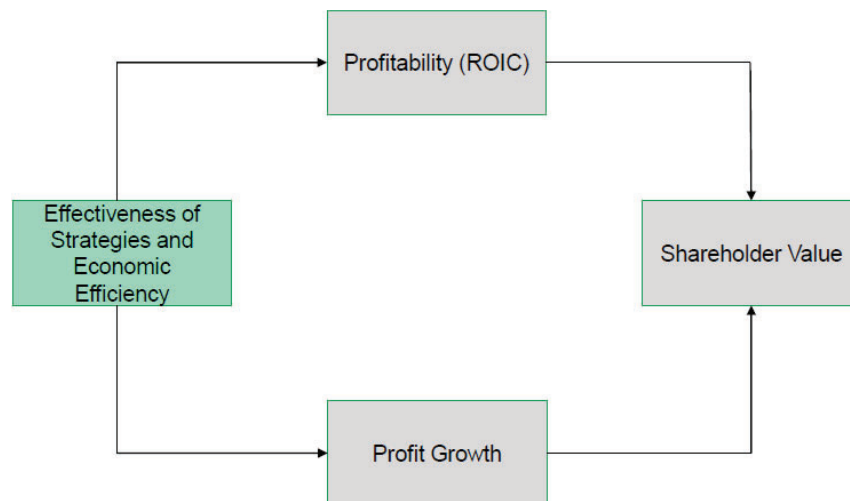 Profitability (ROIC)
Effectiveness of
Strategies and
Economic
Efficiency
Shareholder Value
Profit Growth